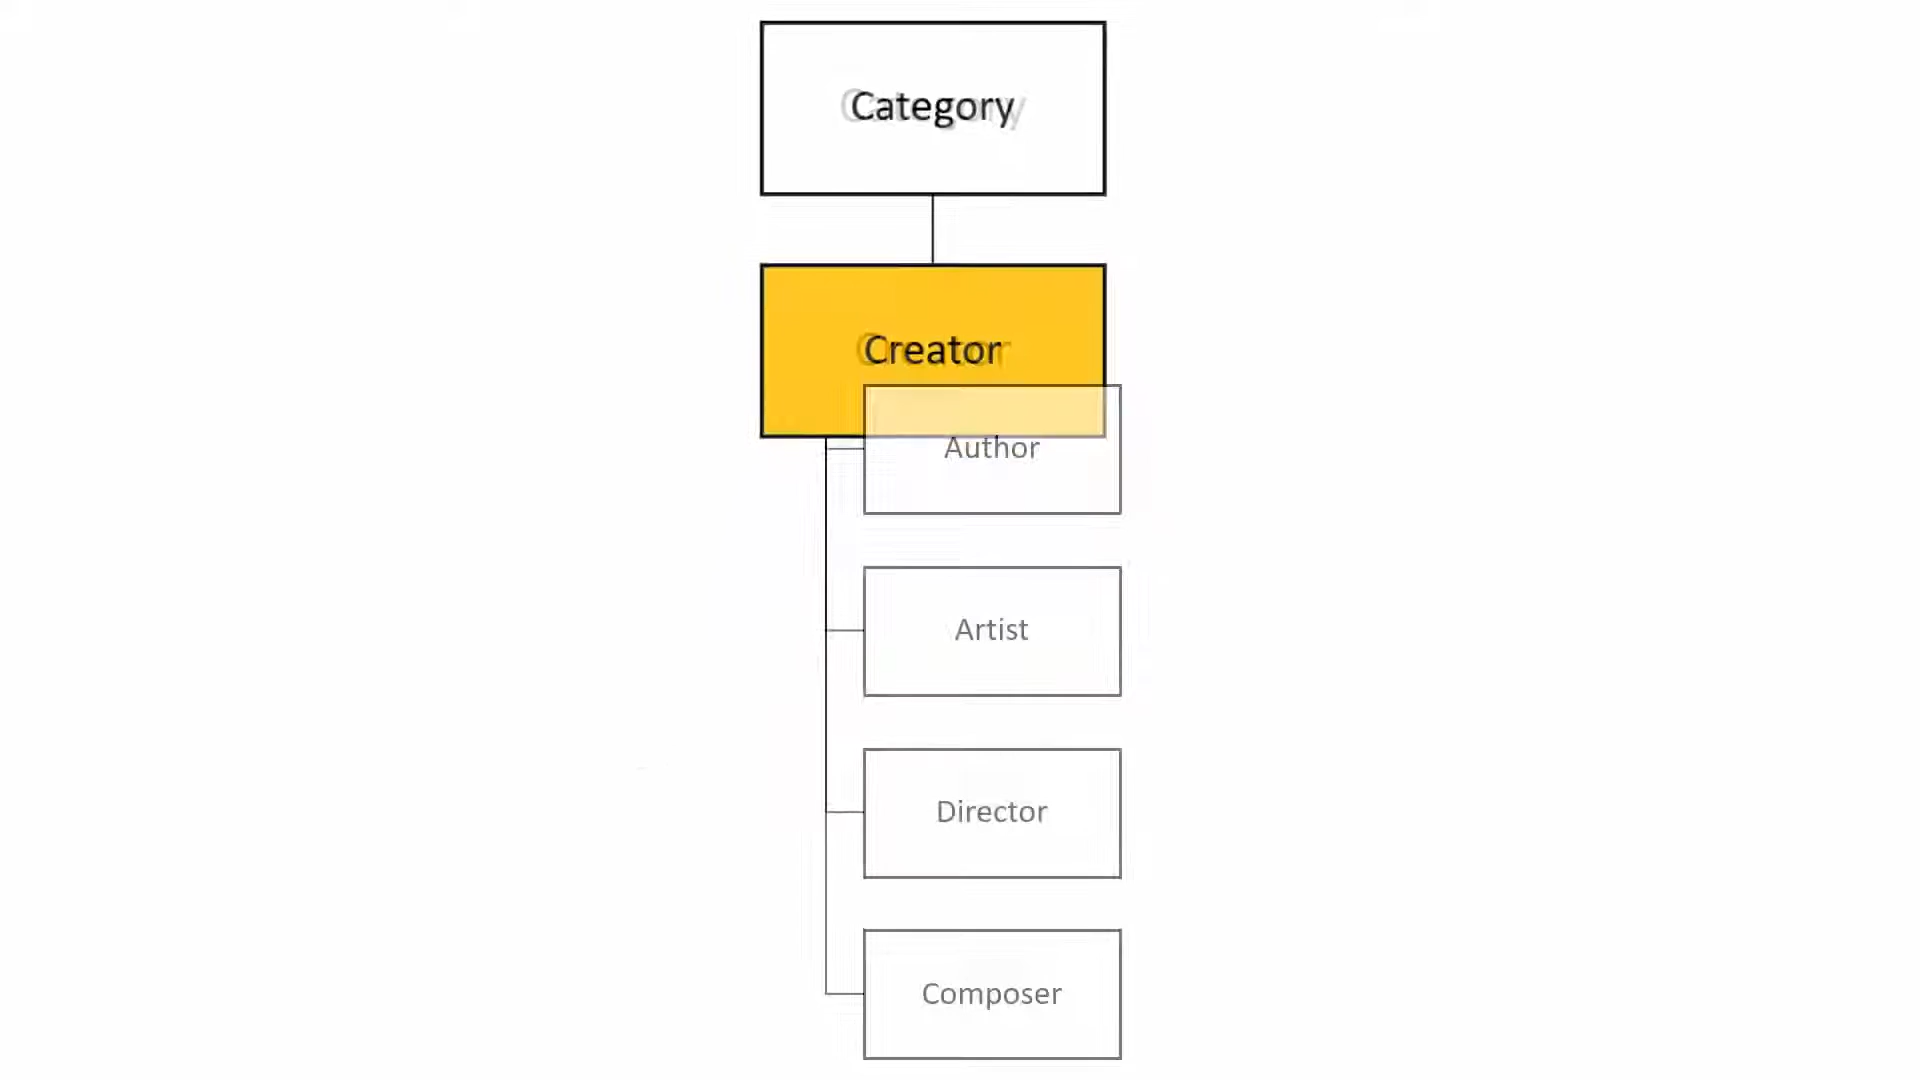 Category
Creator
Author
Artist
Director
Composer